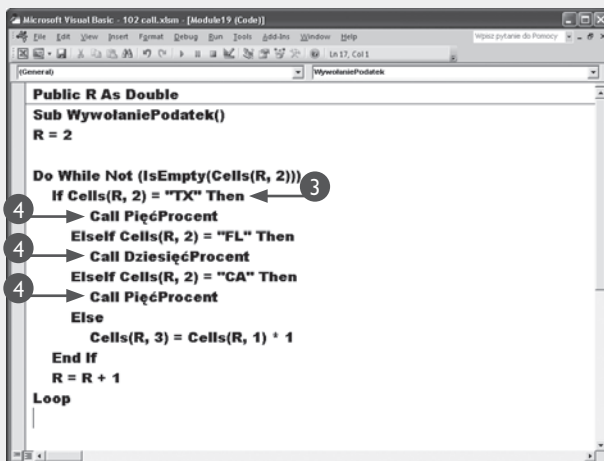 Microsoft Visual Basic - 102 call.xlsm - [Module19 (Code)]
File Edit View Insert Format Debug Run Tools Add-Ins Window Help Wpisz pytanie do Pomocy
Ln 17, Col 1
(General) WywolaniePodatek
Public R As Double
Sub WywołaniePodatek()
R = 2
Do While Not (IsEmpty(Cells(R, 2)))
If Cells(R, 2) = "TX" Then 3
4 Call PięćProcent
ElseIf Cells(R, 2) = "FL" Then
4 Call DziesięćProcent
ElseIf Cells(R, 2) = "CA" Then
4 Call PięćProcent
Else
Cells(R, 3) = Cells(R, 1) * 1
End If
R = R + 1
Loop